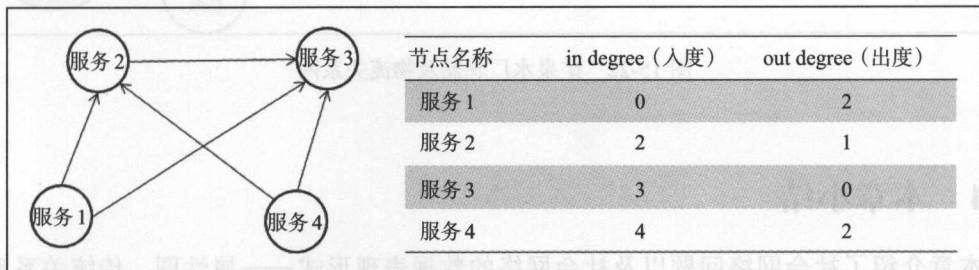 服务2
服务3
服务1
服务4
节点名称 in degree（入度） out degree（出度）
服务1 0 2
服务2 2 1
服务3 3 0
服务4 4 2